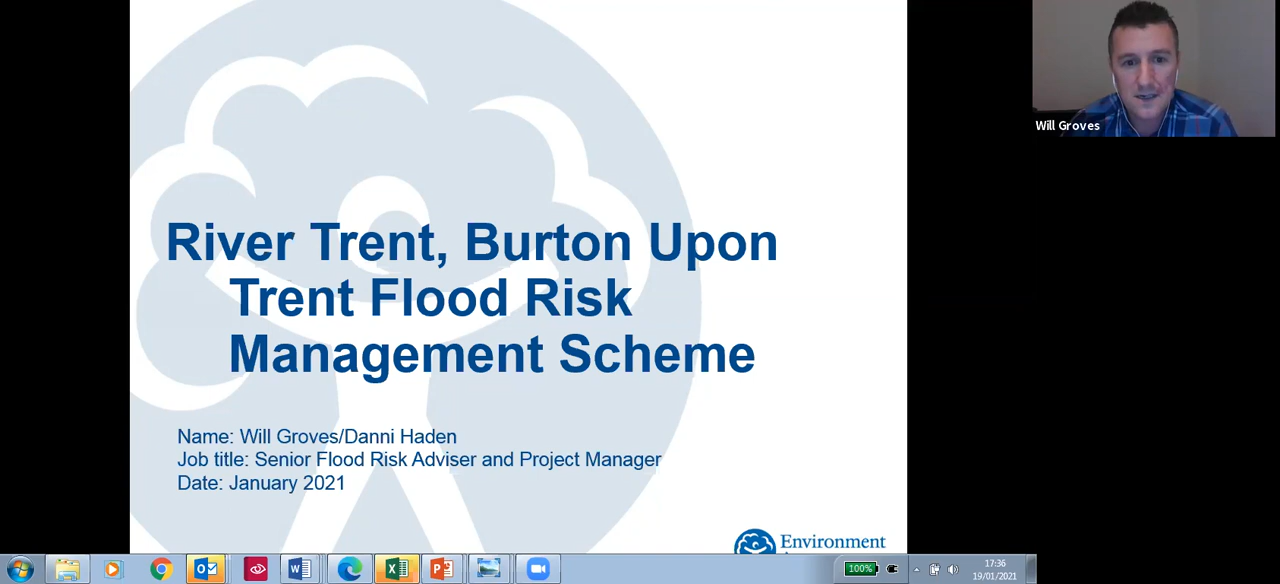 Will Groves
River Trent, Burton Upon
Trent Flood Risk
Management Scheme
Name: Will Groves/Danni Haden
Job title: Senior Flood Risk Adviser and Project Manager
Date: January 2021
Environment
100%
17:36
19/01/2021